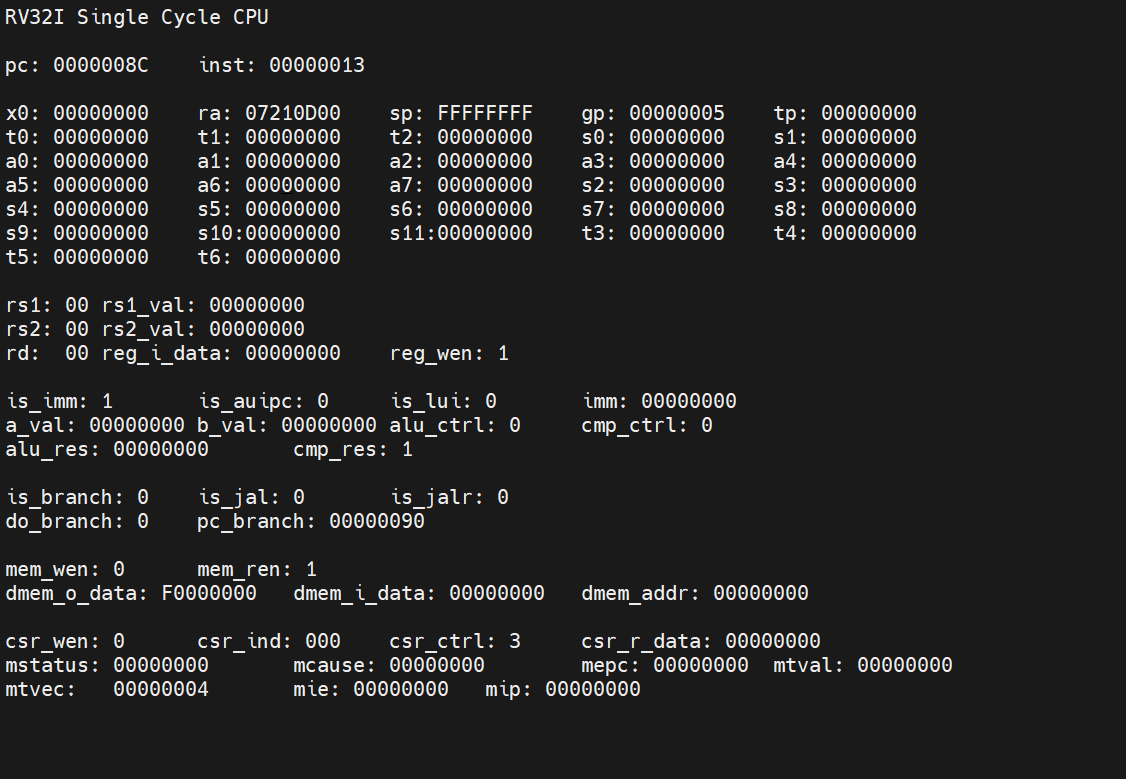 RV32I Single Cycle CPU
pc: 0000008C    inst: 00000013
x0: 00000000    ra: 07210D00    sp: FFFFFFFF    gp: 00000005    tp: 00000000
t0: 00000000    t1: 00000000    t2: 00000000    s0: 00000000    s1: 00000000
a0: 00000000    a1: 00000000    a2: 00000000    a3: 00000000    a4: 00000000
a5: 00000000    a6: 00000000    a7: 00000000    s2: 00000000    s3: 00000000
s4: 00000000    s5: 00000000    s6: 00000000    s7: 00000000    s8: 00000000
s9: 00000000    s10:00000000    s11:00000000    t3: 00000000    t4: 00000000
t5: 00000000    t6: 00000000
rs1: 00 rs1_val: 00000000
rs2: 00 rs2_val: 00000000
rd:  00 reg_i_data: 00000000    reg_wen: 1
is_imm: 1       is_auipc: 0     is_lui: 0       imm: 00000000
a_val: 00000000 b_val: 00000000 alu_ctrl: 0     cmp_ctrl: 0
alu_res: 00000000       cmp_res: 1
is_branch: 0    is_jal: 0       is_jalr: 0
do_branch: 0    pc_branch: 00000090
mem_wen: 0      mem_ren: 1
dmem_o_data: F0000000   dmem_i_data: 00000000   dmem_addr: 00000000
csr_wen: 0      csr_ind: 000    csr_ctrl: 3     csr_r_data: 00000000
mstatus: 00000000       mcause: 00000000        mepc: 00000000  mtval: 00000000
mtvec:   00000004       mie: 00000000   mip: 00000000